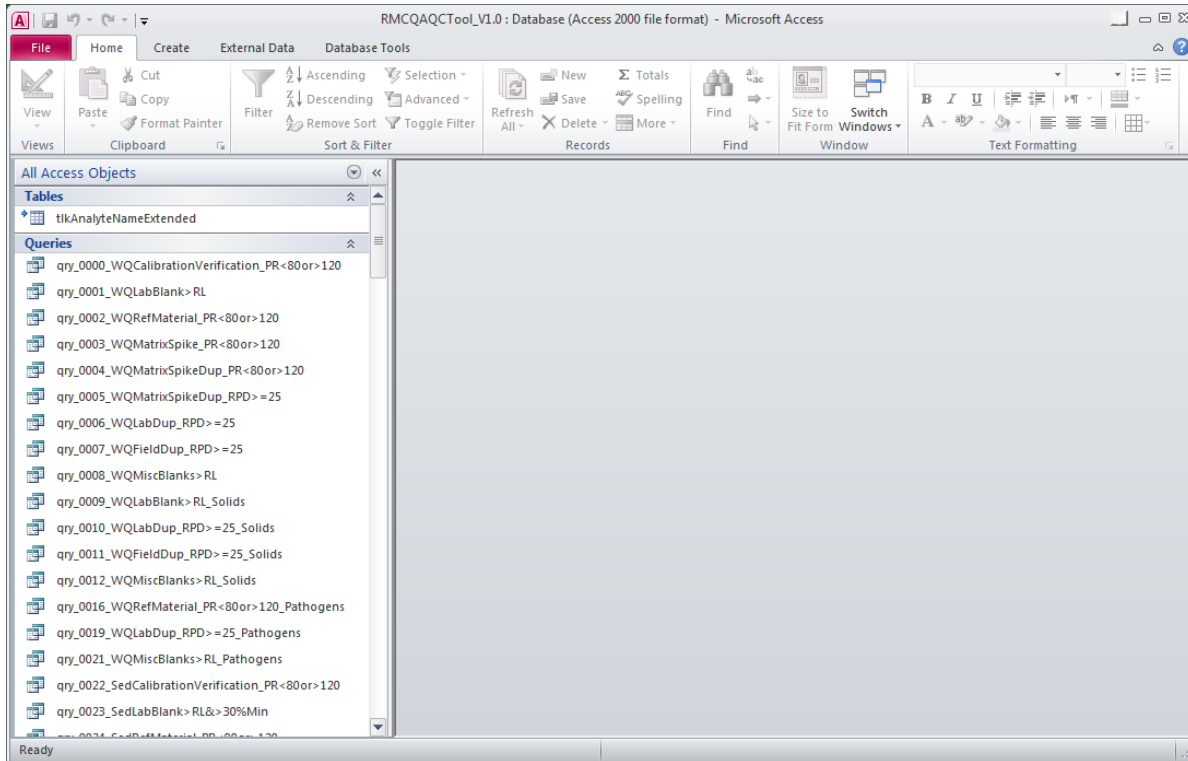 RMCQAQCTool_V1.0 : Database (Access 2000 file format) - Microsoft Access
File Home Create External Data Database Tools
View
Views
Paste
Cut
Copy
Format Painter
Clipboard
Filter
Ascending
Descending
Remove Sort
Selection
Advanced
Toggle Filter
Sort & Filter
Refresh
All
New
Save
Delete
Totals
Spelling
More
Records
Find
Find
Size to
Fit Form
Switch
Windows
Window
B I U
A
Text Formatting
All Access Objects
Tables
tlkAnalyteNameExtended
Queries
qry_0000_WQCalibrationVerification_PR<80or>120
qry_0001_WQLabBlank>RL
qry_0002_WQRefMaterial_PR<80or>120
qry_0003_WQMatrixSpike_PR<80or>120
qry_0004_WQMatrixSpikeDup_PR<80or>120
qry_0005_WQMatrixSpikeDup_RPD>=25
qry_0006_WQLabDup_RPD>=25
qry_0007_WQFieldDup_RPD>=25
qry_0008_WQMiscBlanks>RL
qry_0009_WQLabBlank>RL_Solids
qry_0010_WQLabDup_RPD>=25_Solids
qry_0011_WQFieldDup_RPD>=25_Solids
qry_0012_WQMiscBlanks>RL_Solids
qry_0016_WQRefMaterial_PR<80or>120_Pathogens
qry_0019_WQLabDup_RPD>=25_Pathogens
qry_0021_WQMiscBlanks>RL_Pathogens
qry_0022_SedCalibrationVerification_PR<80or>120
qry_0023_SedLabBlank>RL&>30%Min
Ready